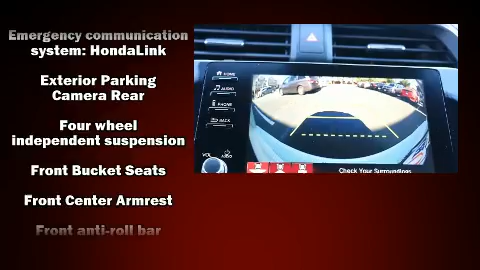 Emergency communication
system: HondaLink
Exterior Parking
Camera Rear
Four wheel
independent suspension
Front Bucket Seats
Front Center Armrest
Front anti-roll bar
HOME
AUDIO
PHONE
BACK
VOL
AUDIO
Check Your Surroundings